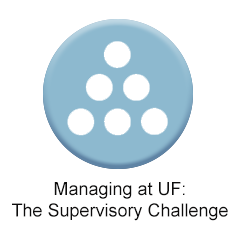 Managing at UF:
The Supervisory Challenge